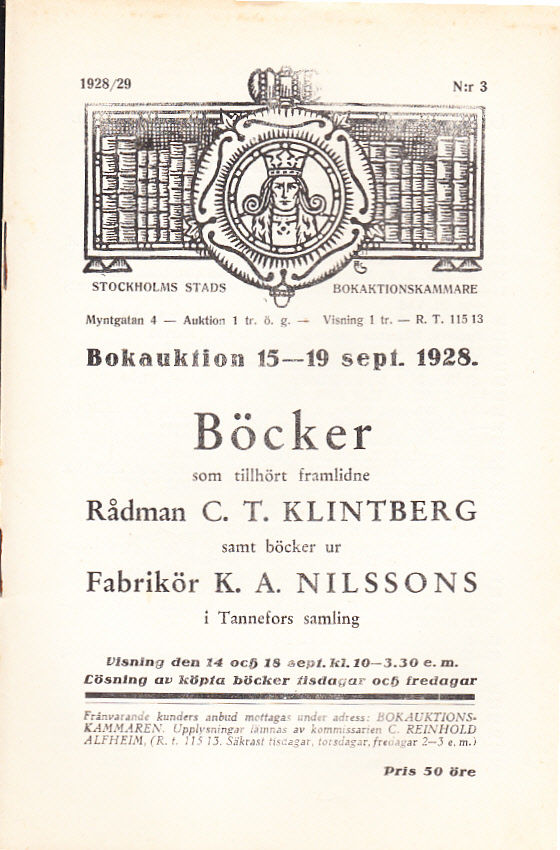 1928/29 N:r 3
STOCKHOLMS STADS BOKAKTIONSKAMMARE
Myntgatan 4 — Auktion 1 tr. ö. g. — Visning 1 tr. — R. T. 115 13
Bokauktion 15—19 sept. 1928.
Böcker
som tillhört framlidne
Rådman C. T. KLINTBERG
samt böcker ur
Fabrikör K. A. NILSSONS
i Tannefors samling
Visning den 14 och 18 sept. kl. 10—3.30 e. m.
Lösning av köpta böcker tisdagar och fredagar
Frånvarande kunders anbud mottagas under adress: BOKAUKTIONS-
KAMMAREN. Upplysningar lämnas av kommissarien C. REINHOLD
ALFHEIM, (R. t. 115 13. Säkrast tisdagar, torsdagar, fredagar 2—3 e. m.)
Pris 50 öre